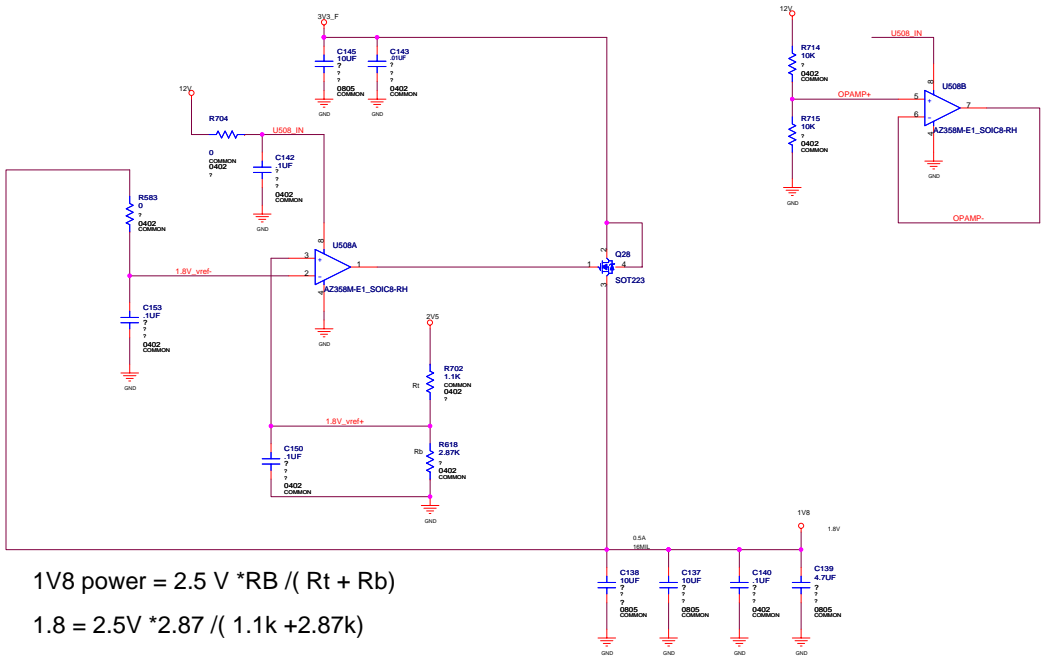 3V3_F
C145
10UF
?
?
?
0805
COMMON
C143
.01UF
?
?
?
0402
COMMON
GND
GND
12V
R704
0
COMMON
0402
?
U508_IN
C142
.1UF
?
?
?
0402
COMMON
GND
R583
0
?
0402
COMMON
1.8V_vref-
C153
.1UF
?
?
?
0402
COMMON
GND
U508A
8
3
+
2
-
1
4
AZ358M-E1_SOIC8-RH
GND
2V5
Rt
R702
1.1K
COMMON
0402
?
1.8V_vref+
C150
.1UF
?
?
?
0402
COMMON
Rb
R618
2.87K
?
0402
COMMON
GND
2
Q28
1
4
3
SOT223
12V
R714
10K
?
0402
COMMON
OPAMP+
R715
10K
?
0402
COMMON
GND
U508_IN
8
U508B
5
+
6
-
7
4
AZ358M-E1_SOIC8-RH
GND
OPAMP-
1V8
1.8V
0.5A
16MIL
C138
10UF
?
?
?
0805
COMMON
GND
C137
10UF
?
?
?
0805
COMMON
GND
C140
.1UF
?
?
?
0402
COMMON
GND
C139
4.7UF
?
?
?
0805
COMMON
GND
1V8 power = 2.5 V *RB /( Rt + Rb)
1.8 = 2.5V *2.87 /( 1.1k +2.87k)